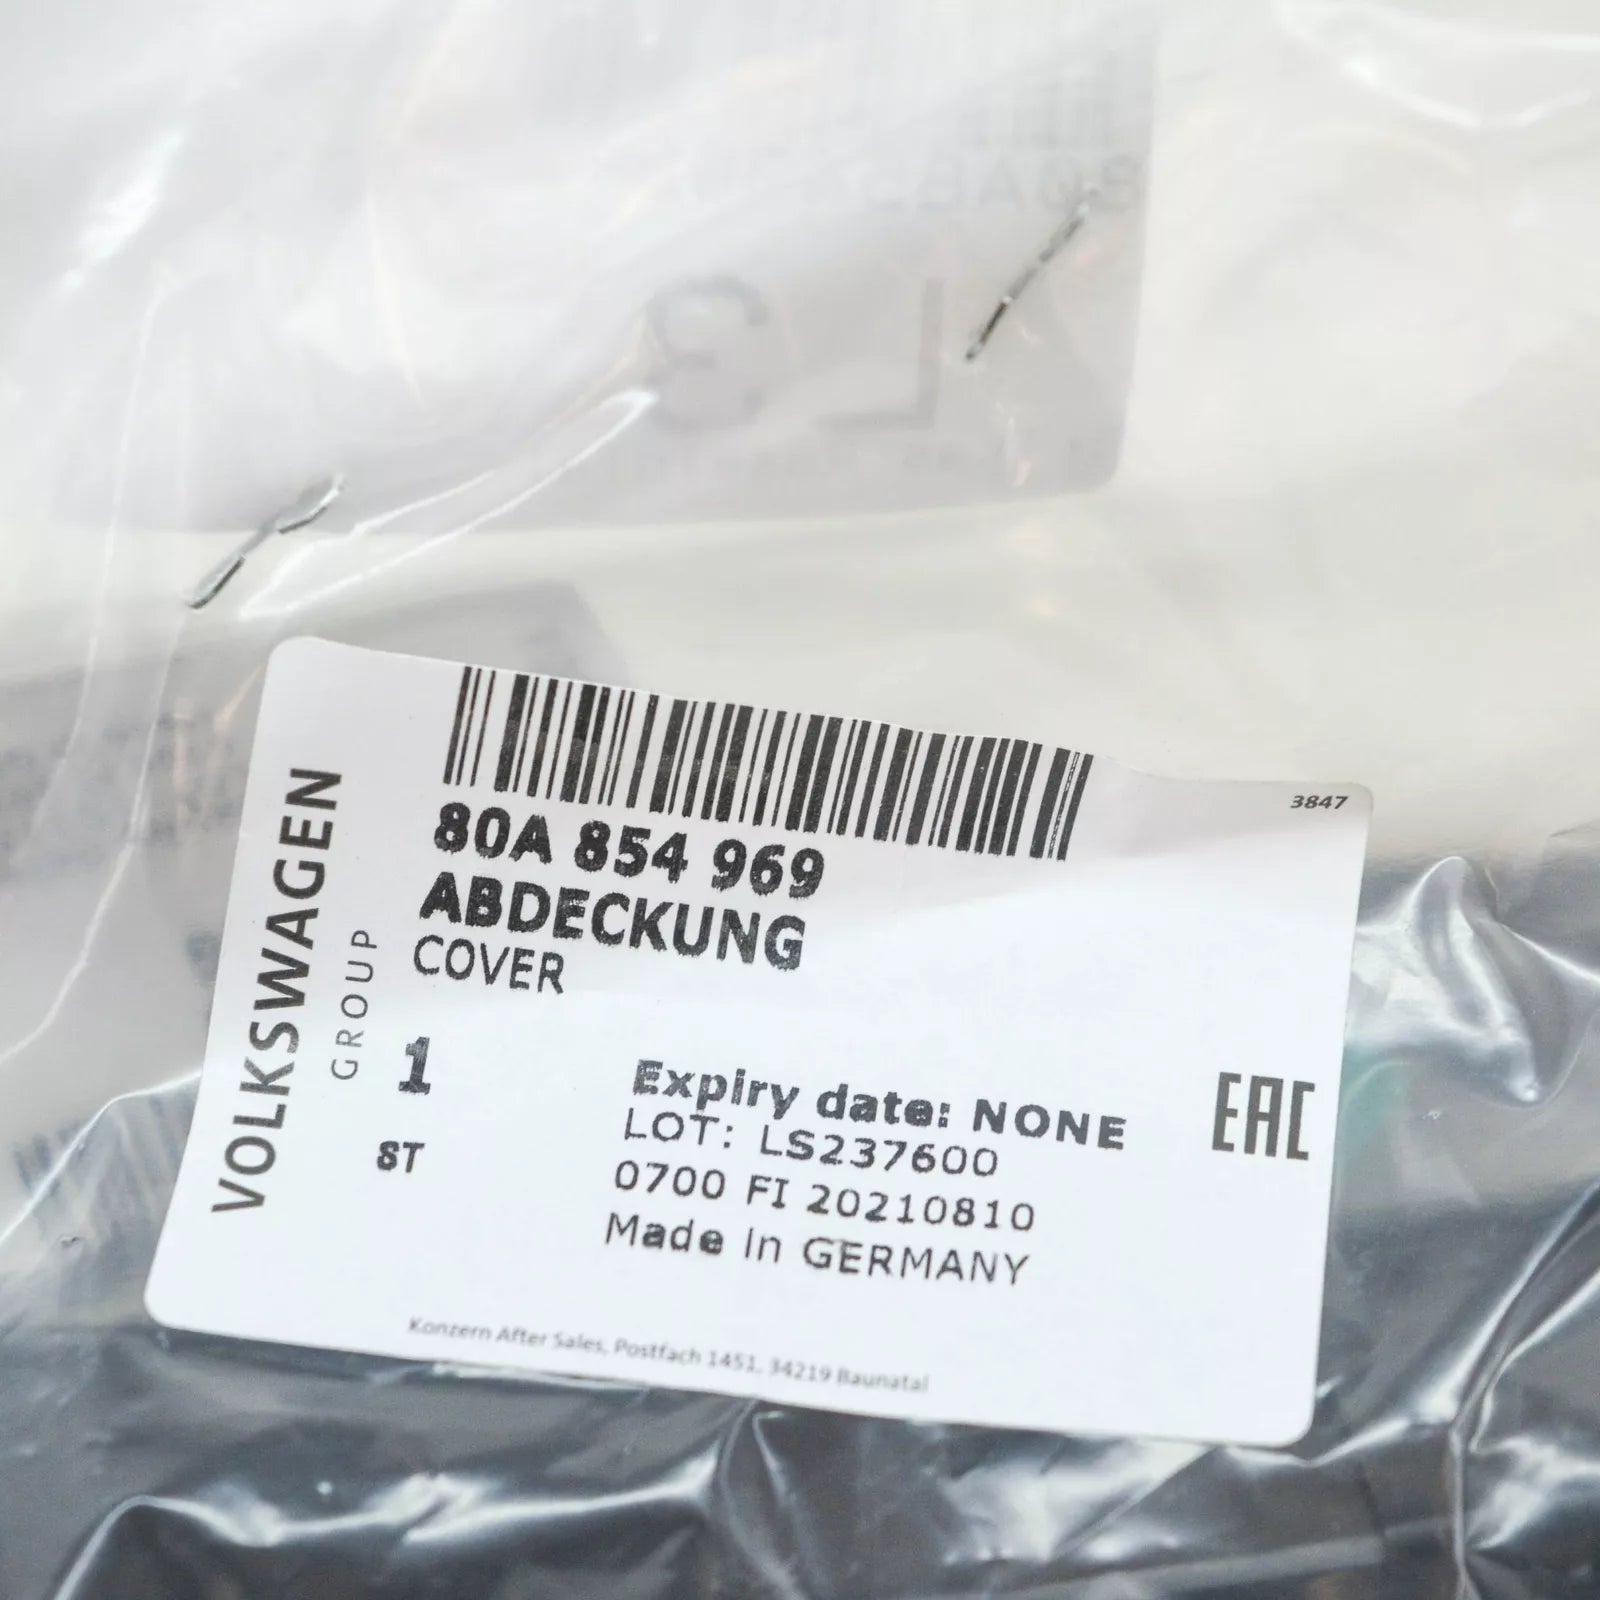 3847
80A 854 969
ABDECKUNG
COVER
VOLKSWAGEN
GROUP
1
ST
Expiry date: NONE
LOT: LS237600
0700 FI 20210810
Made in GERMANY
EAC
Konzern After Sales, Postfach 1451, 34219 Baunatal
L 3